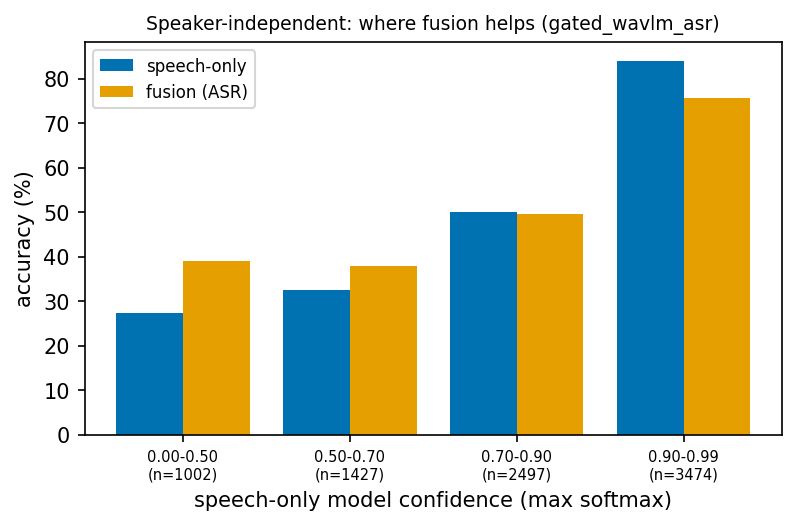 Speaker-independent: where fusion helps (gated_wavlm_asr)
speech-only
fusion (ASR)
accuracy (%)
80
70
60
50
40
30
20
10
0
0.00-0.50
(n=1002)
0.50-0.70
(n=1427)
0.70-0.90
(n=2497)
0.90-0.99
(n=3474)
speech-only model confidence (max softmax)